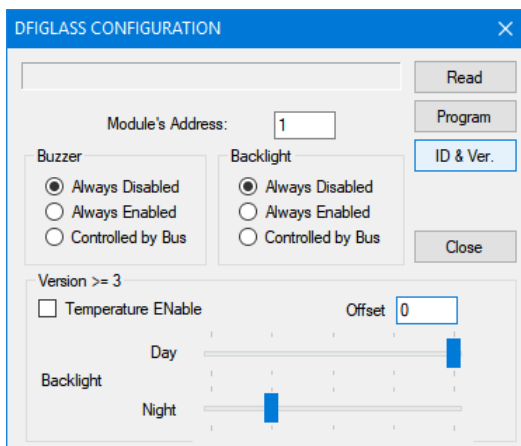 DFIGLASS CONFIGURATION
Read
Module's Address: 1
Program
ID & Ver.
Buzzer
Always Disabled
Always Enabled
Controlled by Bus
Backlight
Always Disabled
Always Enabled
Controlled by Bus
Close
Version >= 3
Temperature ENable
Offset 0
Day
Backlight
Night